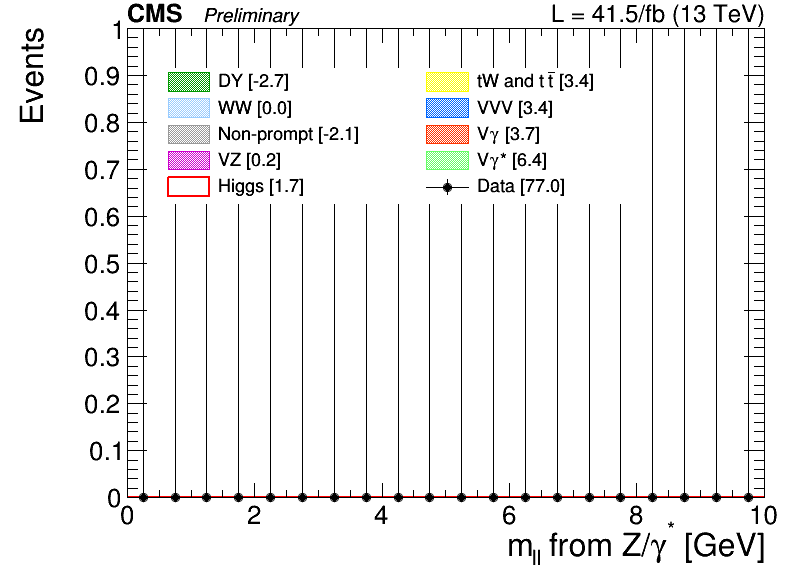 CMS Preliminary L = 41.5/fb (13 TeV)
Events
1
0.9
0.8
0.7
0.6
0.5
0.4
0.3
0.2
0.1
0
DY [-2.7]
WW [0.0]
Non-prompt [-2.1]
VZ [0.2]
Higgs [1.7]
tW and tt̅ [3.4]
VVV [3.4]
Vγ [3.7]
Vγ* [6.4]
Data [77.0]
0 2 4 6 8 10
m_ll from Z/γ* [GeV]